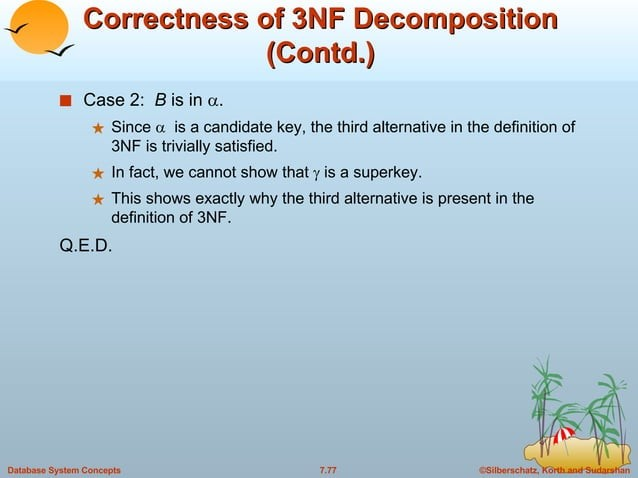 Correctness of 3NF Decomposition
(Contd.)
Case 2: B is in α.
Since α is a candidate key, the third alternative in the definition of
3NF is trivially satisfied.
In fact, we cannot show that γ is a superkey.
This shows exactly why the third alternative is present in the
definition of 3NF.
Q.E.D.
Database System Concepts
7.77
©Silberschatz, Korth and Sudarshan